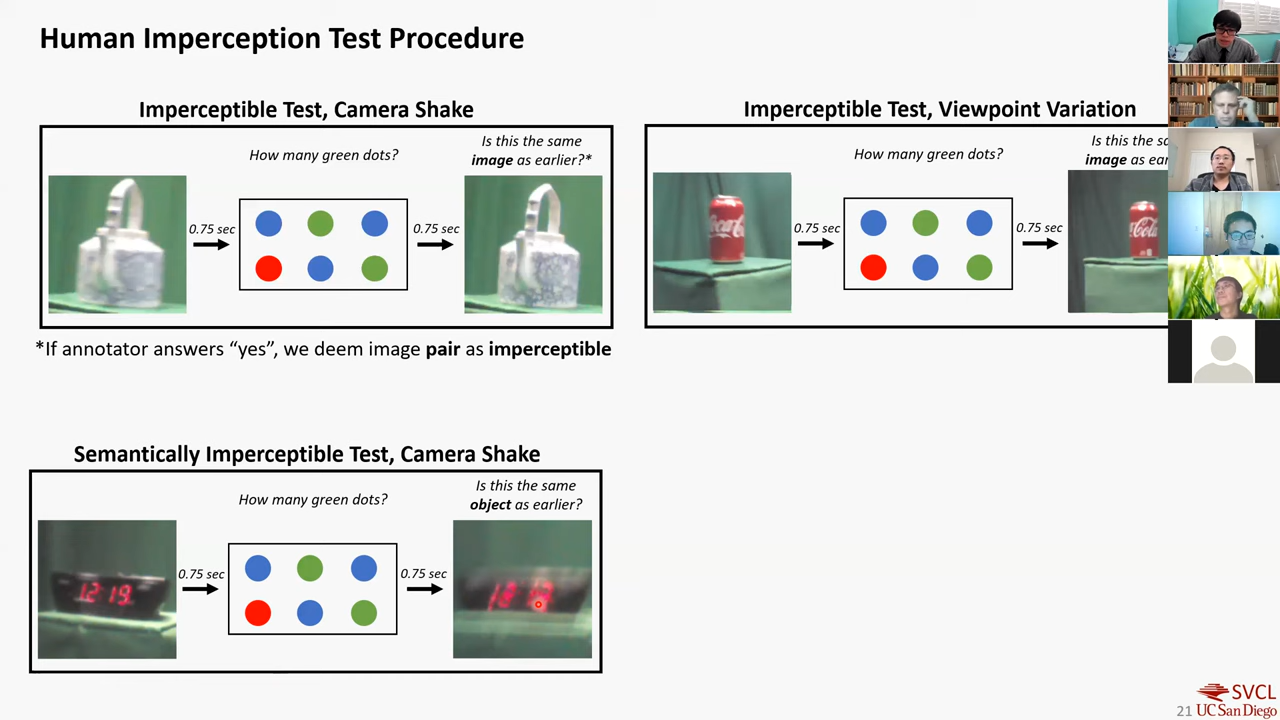 Human Imperception Test Procedure
Imperceptible Test, Camera Shake
How many green dots?
Is this the same
image as earlier?*
0.75 sec
0.75 sec
*If annotator answers “yes”, we deem image pair as imperceptible
Imperceptible Test, Viewpoint Variation
How many green dots?
Is this the
image as
0.75 sec
0.75 sec
Coca-Cola
Semantically Imperceptible Test, Camera Shake
How many green dots?
Is this the same
object as earlier?
12:19
0.75 sec
0.75 sec
SVCL
21 UC San Diego